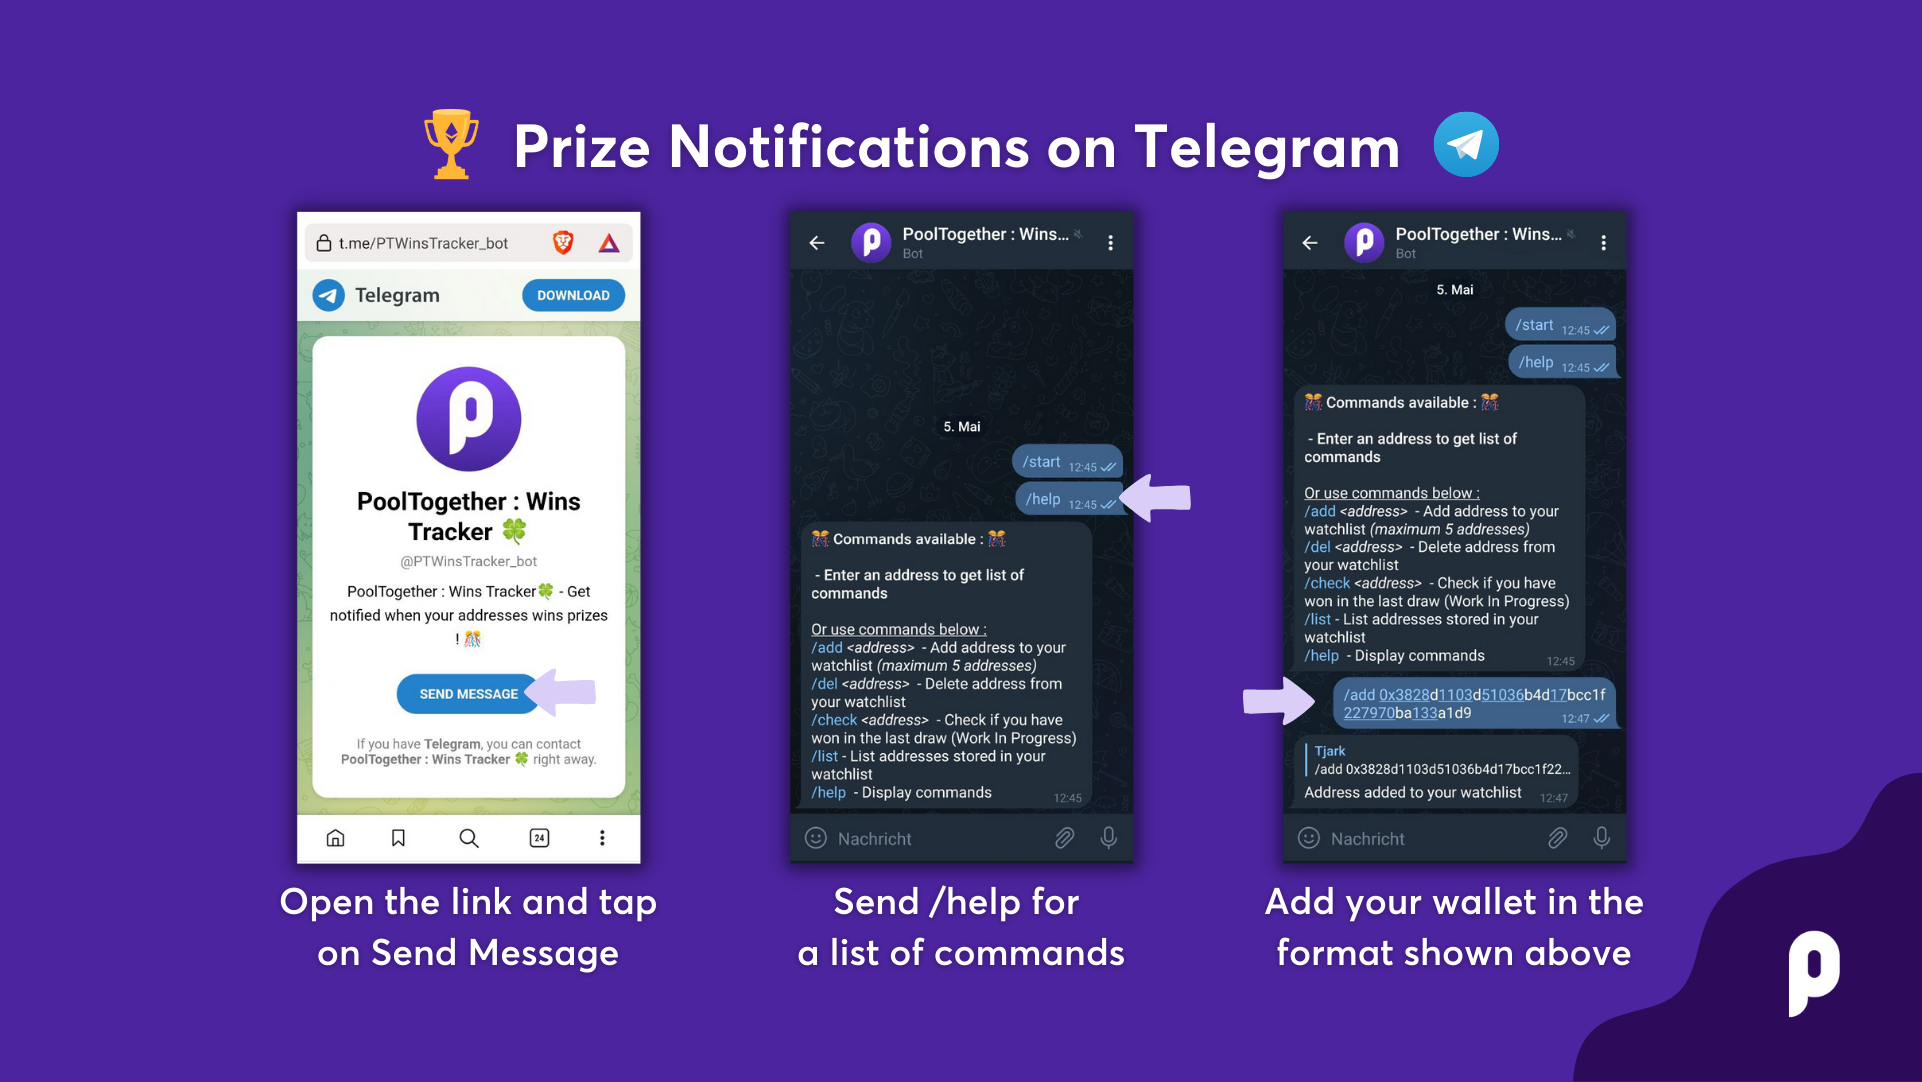 Prize Notifications on Telegram
t.me/PTWinsTracker_bot
Telegram
DOWNLOAD
PoolTogether : Wins
Tracker 🍀
@PTWinsTracker_bot
PoolTogether : Wins Tracker🍀 - Get
notified when your addresses wins prizes
! 🎊
SEND MESSAGE
If you have Telegram, you can contact
PoolTogether : Wins Tracker 🍀 right away.
24
Open the link and tap
on Send Message
PoolTogether : Wins...
Bot
5. Mai
/start 12:45
/help 12:45
🎊 Commands available : 🎊
- Enter an address to get list of
commands
Or use commands below :
/add <address> - Add address to your
watchlist (maximum 5 addresses)
/del <address> - Delete address from
your watchlist
/check <address> - Check if you have
won in the last draw (Work In Progress)
/list - List addresses stored in your
watchlist
/help - Display commands 12:45
Nachricht
Send /help for
a list of commands
PoolTogether : Wins...
Bot
5. Mai
/start 12:45
/help 12:45
🎊 Commands available : 🎊
- Enter an address to get list of
commands
Or use commands below :
/add <address> - Add address to your
watchlist (maximum 5 addresses)
/del <address> - Delete address from
your watchlist
/check <address> - Check if you have
won in the last draw (Work In Progress)
/list - List addresses stored in your
watchlist
/help - Display commands 12:45
/add 0x3828d1103d51036b4d17bcc1f
227970ba133a1d9 12:47
Tjark
/add 0x3828d1103d51036b4d17bcc1f22...
Address added to your watchlist 12:47
Nachricht
Add your wallet in the
format shown above